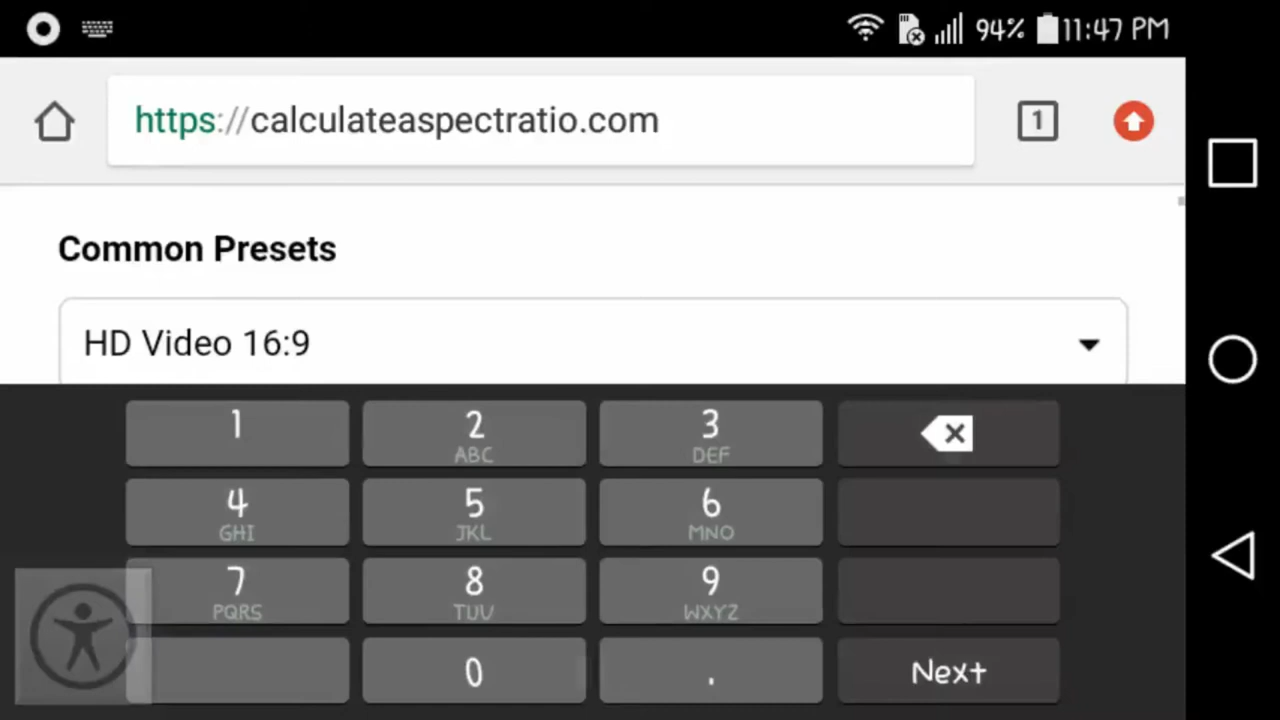 94% 11:47 PM
https://calculateaspectratio.com
1
Common Presets
HD Video 16:9
1 2 3
ABC DEF
4 5 6
GHI JKL MNO
7 8 9
PQRS TUV WXYZ
0 . Next